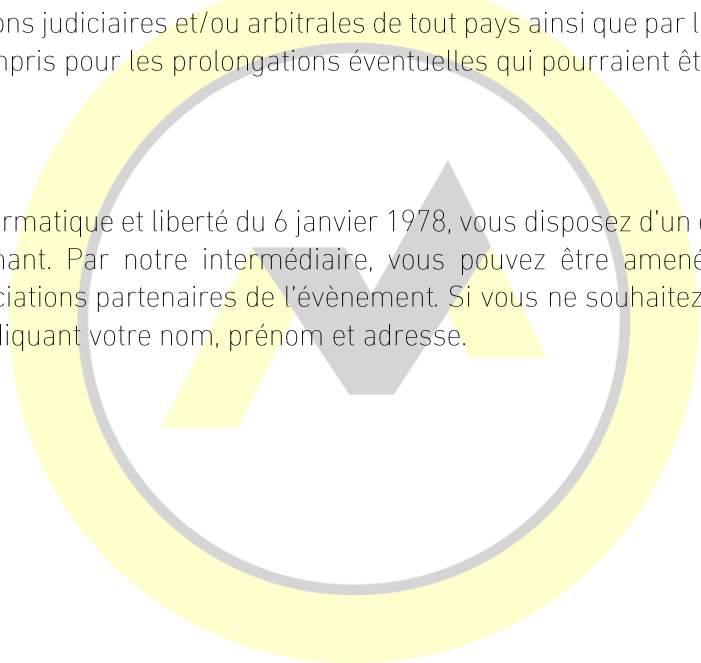 ons judiciaires et/ou arbitrales de tout pays ainsi que par l
mpris pour les prolongations éventuelles qui pourraient êt
ormatique et liberté du 6 janvier 1978, vous disposez d'un
nant. Par notre intermédiaire, vous pouvez être amené
ciations partenaires de l'évènement. Si vous ne souhaitez
diquant votre nom, prénom et adresse.